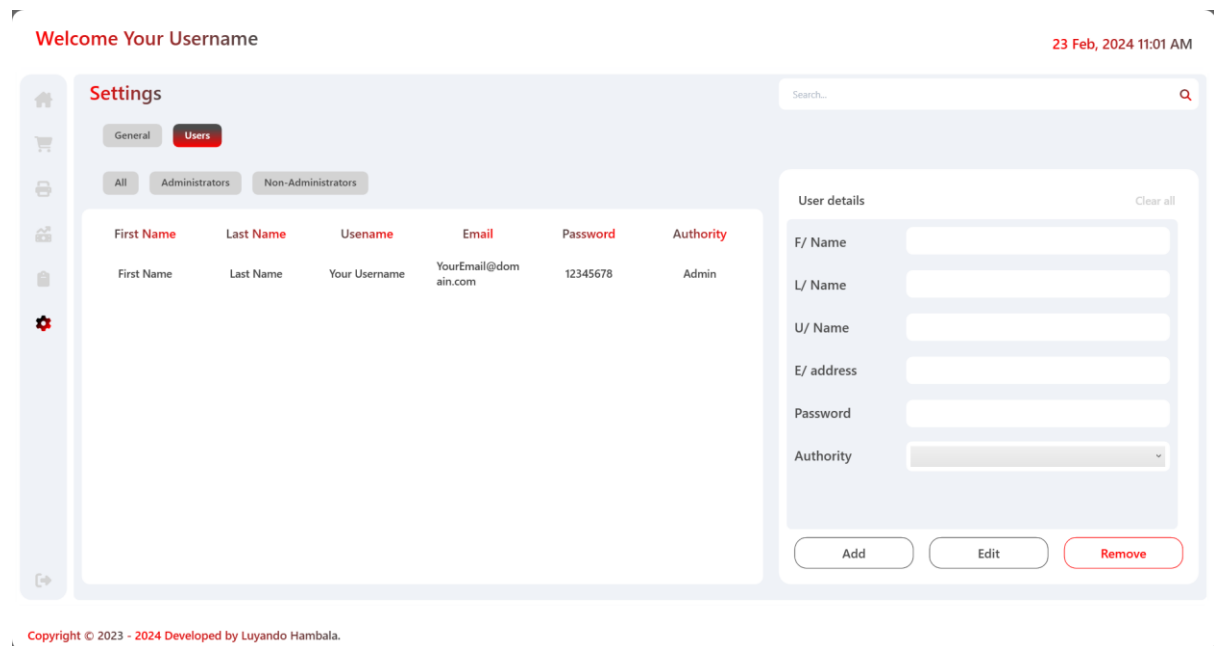 Welcome Your Username
23 Feb, 2024 11:01 AM
Settings
Search...
General
Users
All
Administrators
Non-Administrators
First Name
Last Name
Usename
Email
Password
Authority
First Name
Last Name
Your Username
YourEmail@dom
ain.com
12345678
Admin
User details
Clear all
F/ Name
L/ Name
U/ Name
E/ address
Password
Authority
Add
Edit
Remove
Copyright © 2023 - 2024 Developed by Luyando Hambala.